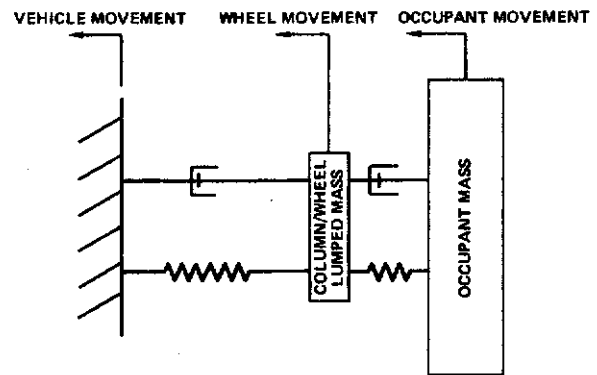 VEHICLE MOVEMENT
WHEEL MOVEMENT
OCCUPANT MOVEMENT
COLUMN/WHEEL
LUMPED MASS
OCCUPANT MASS